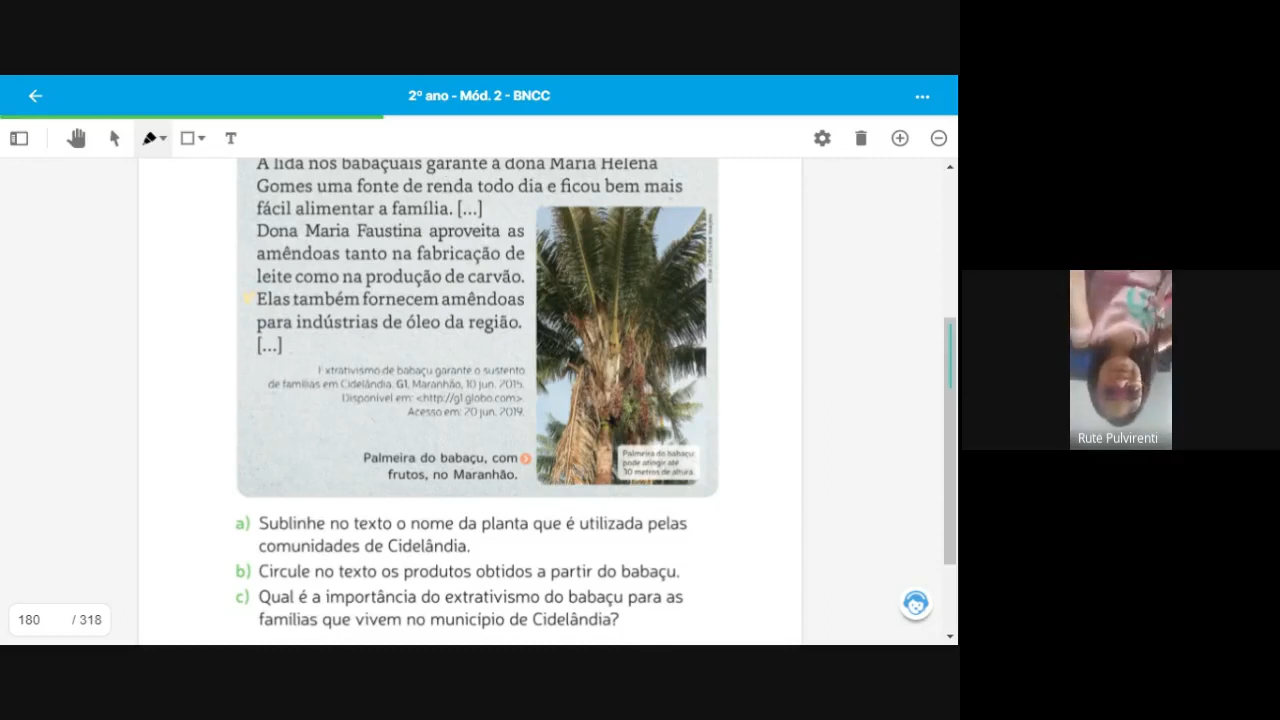 2º ano - Mód. 2 - BNCC
T
A lida nos babaçuais garante a dona Maria Helena
Gomes uma fonte de renda todo dia e ficou bem mais
fácil alimentar a família. [...]
Dona Maria Faustina aproveita as
amêndoas tanto na fabricação de
leite como na produção de carvão.
Elas também fornecem amêndoas
para indústrias de óleo da região.
[...]
Extrativismo de babaçu garante o sustento
de famílias em Cidelândia. G1, Maranhão, 10 jun. 2015.
Disponível em: <http://g1.globo.com>.
Acesso em: 20 jun. 2019.
Palmeira do babaçu, com
frutos, no Maranhão.
Palmeira do babaçu:
pode atingir até
30 metros de altura.
a) Sublinhe no texto o nome da planta que é utilizada pelas
comunidades de Cidelândia.
b) Circule no texto os produtos obtidos a partir do babaçu.
c) Qual é a importância do extrativismo do babaçu para as
famílias que vivem no município de Cidelândia?
180 / 318
Rute Pulvirenti